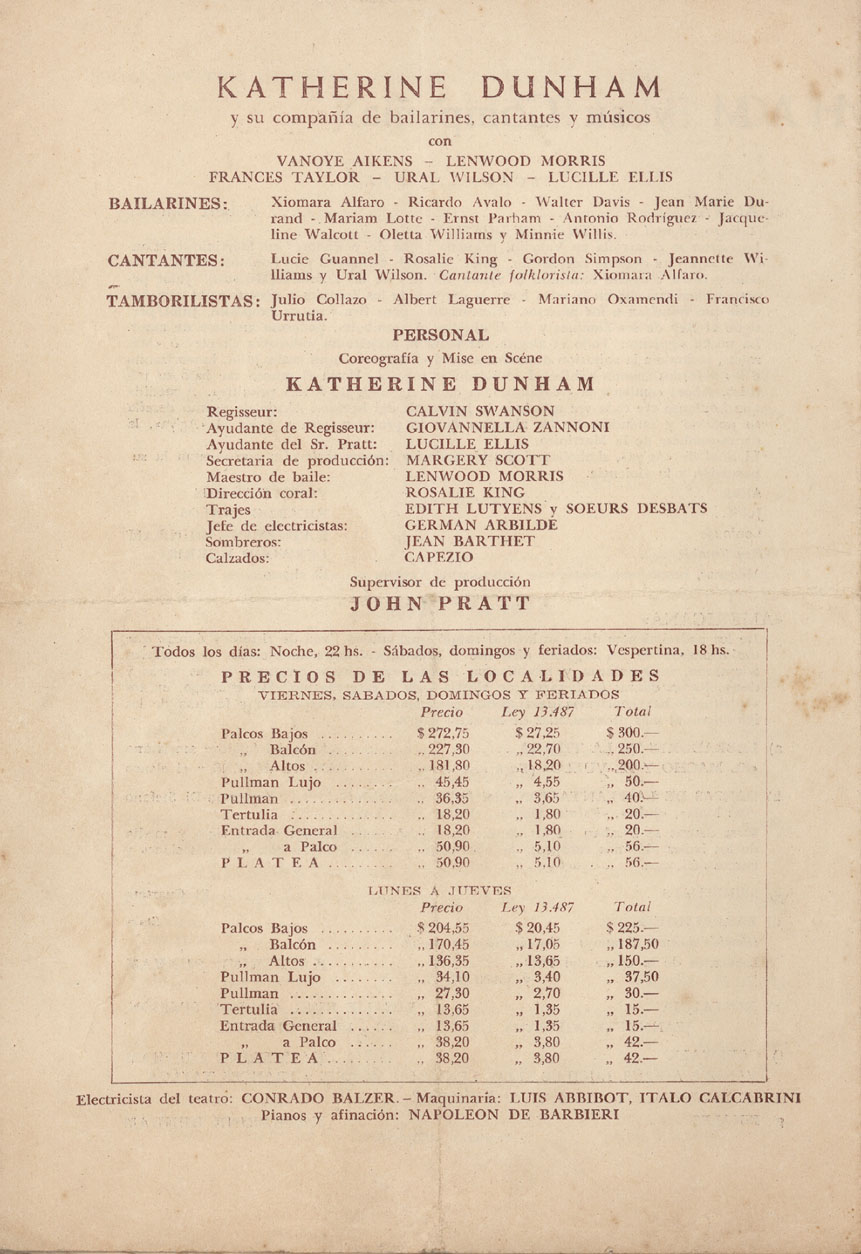 KATHERINE DUNHAM
y su compañía de bailarines, cantantes y músicos
con
VANOYE AIKENS – LENWOOD MORRIS
FRANCES TAYLOR – URAL WILSON – LUCILLE ELLIS
BAILARINES: Xiomara Alfaro - Ricardo Avalo - Walter Davis - Jean Marie Du-
rand - Mariam Lotte - Ernst Parham - Antonio Rodríguez - Jacque-
line Walcott - Oletta Williams y Minnie Willis.
CANTANTES: Lucie Guannel - Rosalie King - Gordon Simpson - Jeannette Wi-
lliams y Ural Wilson. Cantante folklorista: Xiomara Alfaro.
TAMBORILISTAS: Julio Collazo - Albert Laguerre - Mariano Oxamendi - Francisco
Urrutia.
PERSONAL
Coreografía y Mise en Scéne
KATHERINE DUNHAM
Regisseur: CALVIN SWANSON
Ayudante de Regisseur: GIOVANNELLA ZANNONI
Ayudante del Sr. Pratt: LUCILLE ELLIS
Secretaria de producción: MARGERY SCOTT
Maestro de baile: LENWOOD MORRIS
Dirección coral: ROSALIE KING
Trajes EDITH LUTYENS y SOEURS DESBATS
Jefe de electricistas: GERMAN ARBILDE
Sombreros: JEAN BARTHET
Calzados: CAPEZIO
Supervisor de producción
JOHN PRATT
Todos los días: Noche, 22 hs. - Sábados, domingos y feriados: Vespertina, 18 hs.
PRECIOS DE LAS LOCALIDADES
VIERNES, SABADOS, DOMINGOS Y FERIADOS
Precio Ley 13.487 Total
Palcos Bajos .......... $ 272,75 $ 27,25 $ 300.—
„ Balcón ......... „ 227,30 „ 22,70 „ 250.—
„ Altos ........... „ 181,80 „ 18,20 „ 200.—
Pullman Lujo ........ „ 45,45 „ 4,55 „ 50.—
Pullman .............. „ 36,35 „ 3,65 „ 40.—
Tertulia .............. „ 18,20 „ 1,80 „ 20.—
Entrada General ...... „ 18,20 „ 1,80 „ 20.—
„ a Palco ...... „ 50,90 „ 5,10 „ 56.—
PLATEA ......... „ 50,90 „ 5,10 „ 56.—
LUNES A JUEVES
Precio Ley 13.487 Total
Palcos Bajos .......... $ 204,55 $ 20,45 $ 225.—
„ Balcón ......... „ 170,45 „ 17,05 „ 187,50
„ Altos ........... „ 136,35 „ 13,65 „ 150.—
Pullman Lujo ........ „ 34,10 „ 3,40 „ 37,50
Pullman .............. „ 27,30 „ 2,70 „ 30.—
Tertulia .............. „ 13,65 „ 1,35 „ 15.—
Entrada General ...... „ 13,65 „ 1,35 „ 15.—
„ a Palco ...... „ 38,20 „ 3,80 „ 42.—
PLATEA ......... „ 38,20 „ 3,80 „ 42.—
Electricista del teatro: CONRADO BALZER. – Maquinaria: LUIS ABBIBOT, ITALO CALCABRINI
Pianos y afinación: NAPOLEON DE BARBIERI